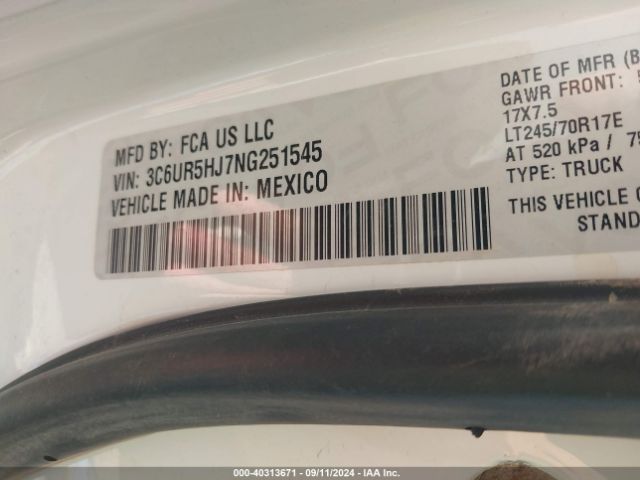 MFD BY: FCA US LLC
VIN: 3C6UR5HJ7NG251545
VEHICLE MADE IN: MEXICO
DATE OF MFR (B
GAWR FRONT:
17X7.5
LT245/70R17E
AT 520 kPa / 75
TYPE: TRUCK
THIS VEHICLE C
STAND
000-40313671 - 09/11/2024 - IAA Inc.